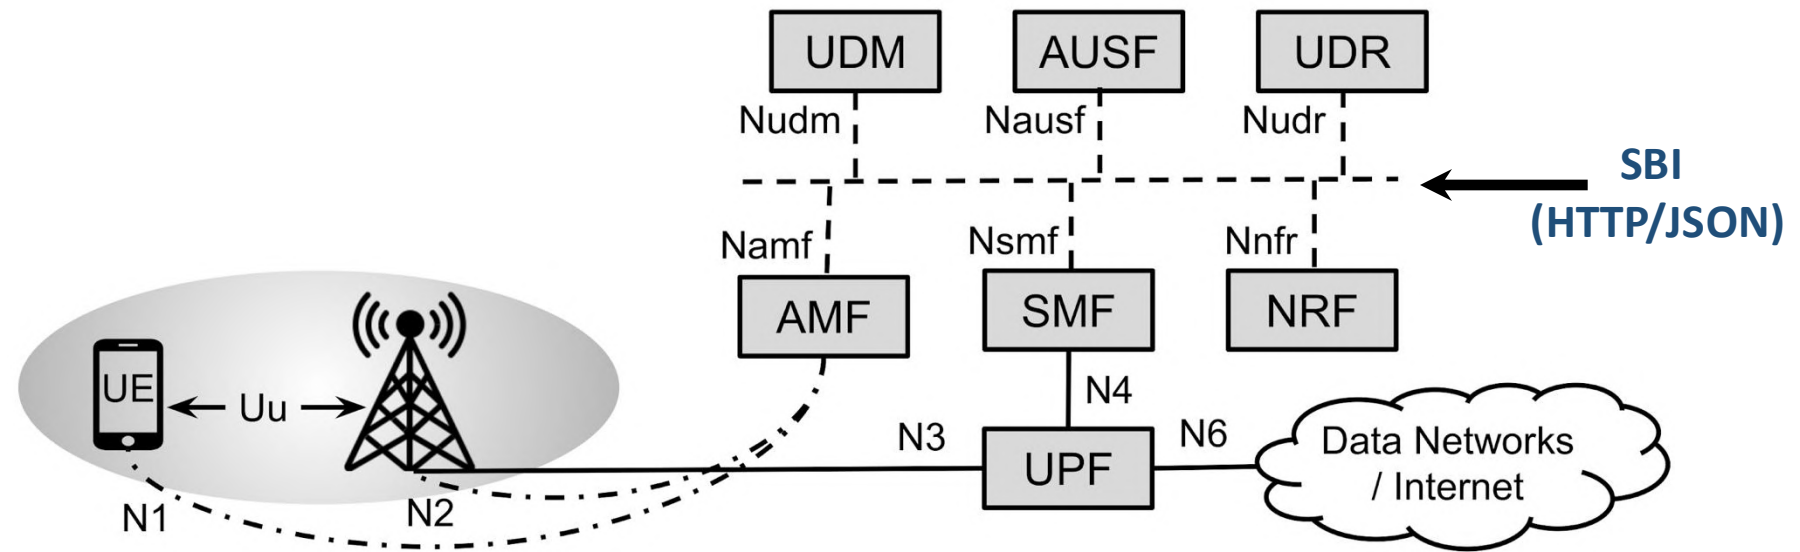 UDM
AUSF
UDR
Nudm
Nausf
Nudr
SBI
(HTTP/JSON)
Namf
Nsmf
Nnfr
AMF
SMF
NRF
UE
Uu
N4
N3
N6
UPF
Data Networks
/ Internet
N1
N2